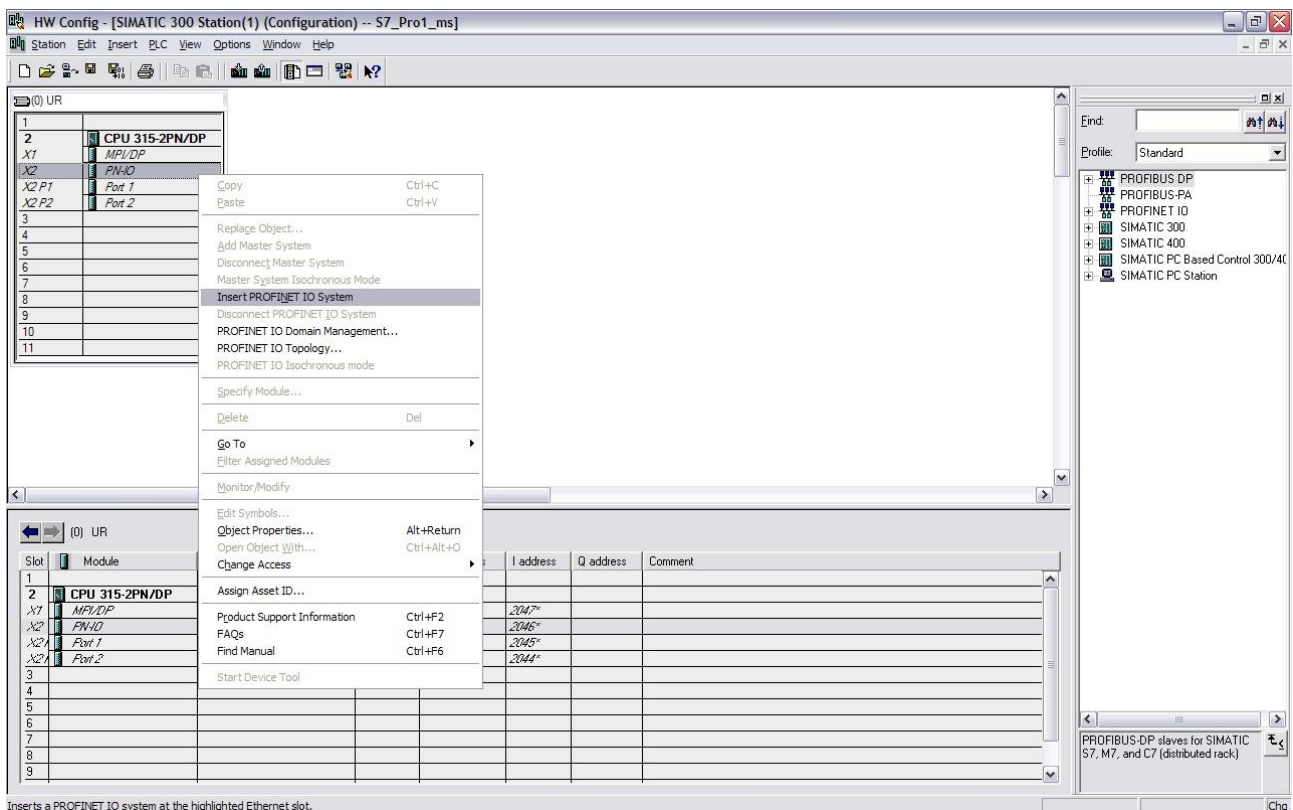 HW Config - [SIMATIC 300 Station(1) (Configuration) -- S7_Pro1_ms]
Station Edit Insert PLC View Options Window Help
(0) UR
1
2 CPU 315-2PN/DP
X1 MPI/DP
X2 PN-IO
X2 P1 Port 1
X2 P2 Port 2
3
4
5
6
7
8
9
10
11
Copy Ctrl+C
Paste Ctrl+V
Replace Object...
Add Master System
Disconnect Master System
Master System Isochronous Mode
Insert PROFINET IO System
Disconnect PROFINET IO System
PROFINET IO Domain Management...
PROFINET IO Topology...
PROFINET IO Isochronous mode
Specify Module...
Delete Del
Go To
Filter Assigned Modules
Monitor/Modify
Edit Symbols...
Object Properties... Alt+Return
Open Object With... Ctrl+Alt+O
Change Access
Assign Asset ID...
Product Support Information Ctrl+F2
FAQs Ctrl+F7
Find Manual Ctrl+F6
Start Device Tool
Find:
Profile: Standard
PROFIBUS DP
PROFIBUS-PA
PROFINET IO
SIMATIC 300
SIMATIC 400
SIMATIC PC Based Control 300/40
SIMATIC PC Station
PROFIBUS-DP slaves for SIMATIC
S7, M7, and C7 (distributed rack)
(0) UR
Slot Module I address Q address Comment
1
2 CPU 315-2PN/DP
X1 MPI/DP 2047*
X2 PN-IO 2046*
X2 Port 1 2045*
X2 Port 2 2044*
3
4
5
6
7
8
9
Inserts a PROFINET IO system at the highlighted Ethernet slot.
Chg